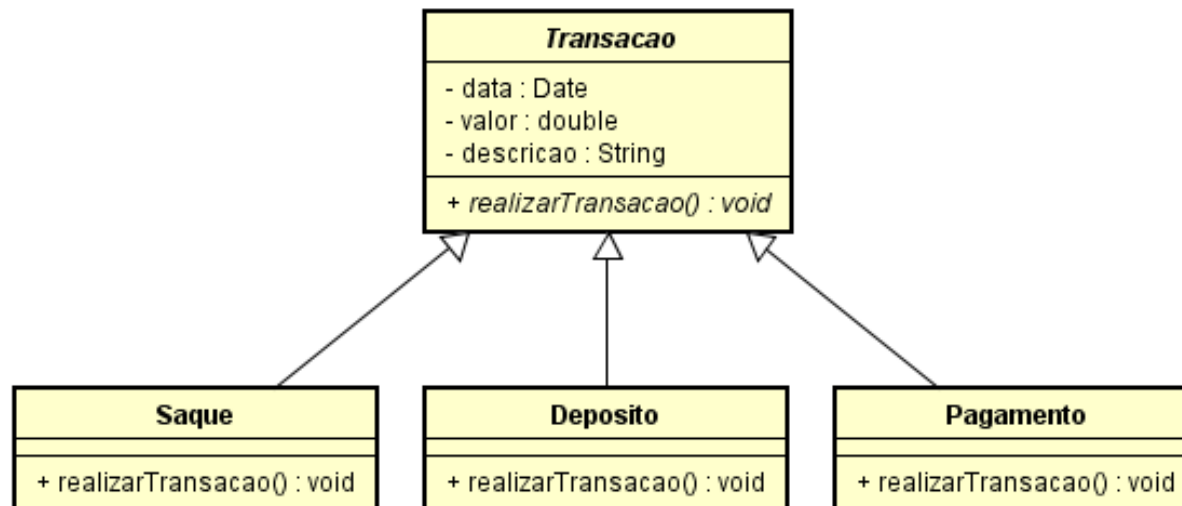 Transacao
- data : Date
- valor : double
- descricao : String
+ realizarTransacao() : void
Saque
+ realizarTransacao() : void
Deposito
+ realizarTransacao() : void
Pagamento
+ realizarTransacao() : void